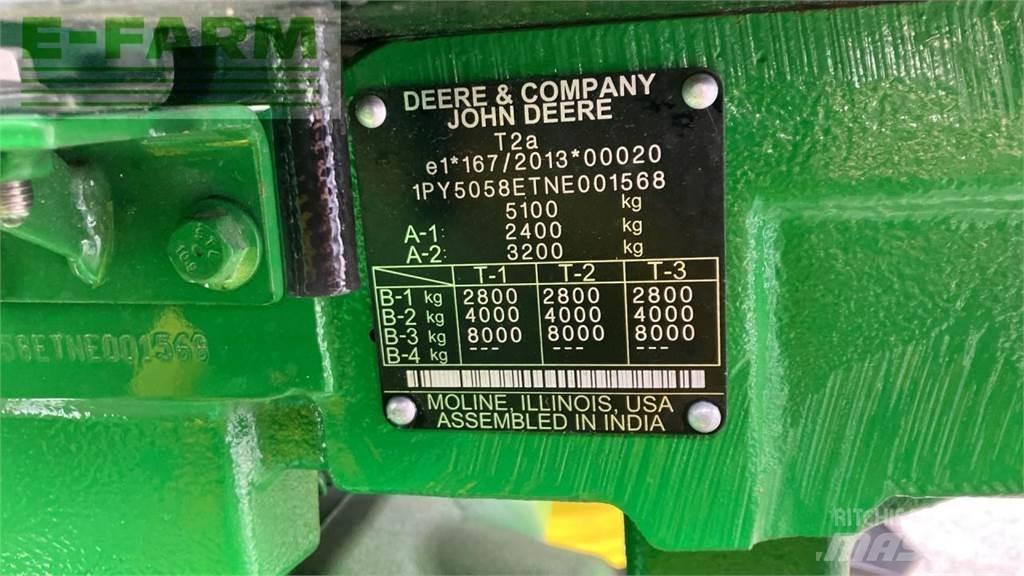 E-FARM
DEERE & COMPANY
JOHN DEERE
T2a
e1*167/2013*00020
1PY5058ETNE001568
5100 kg
A-1: 2400 kg
A-2: 3200 kg
T-1 T-2 T-3
B-1 kg 2800 2800 2800
B-2 kg 4000 4000 4000
B-3 kg 8000 8000 8000
B-4 kg --- --- ---
MOLINE, ILLINOIS, USA
ASSEMBLED IN INDIA
58ETNE001568
10.9